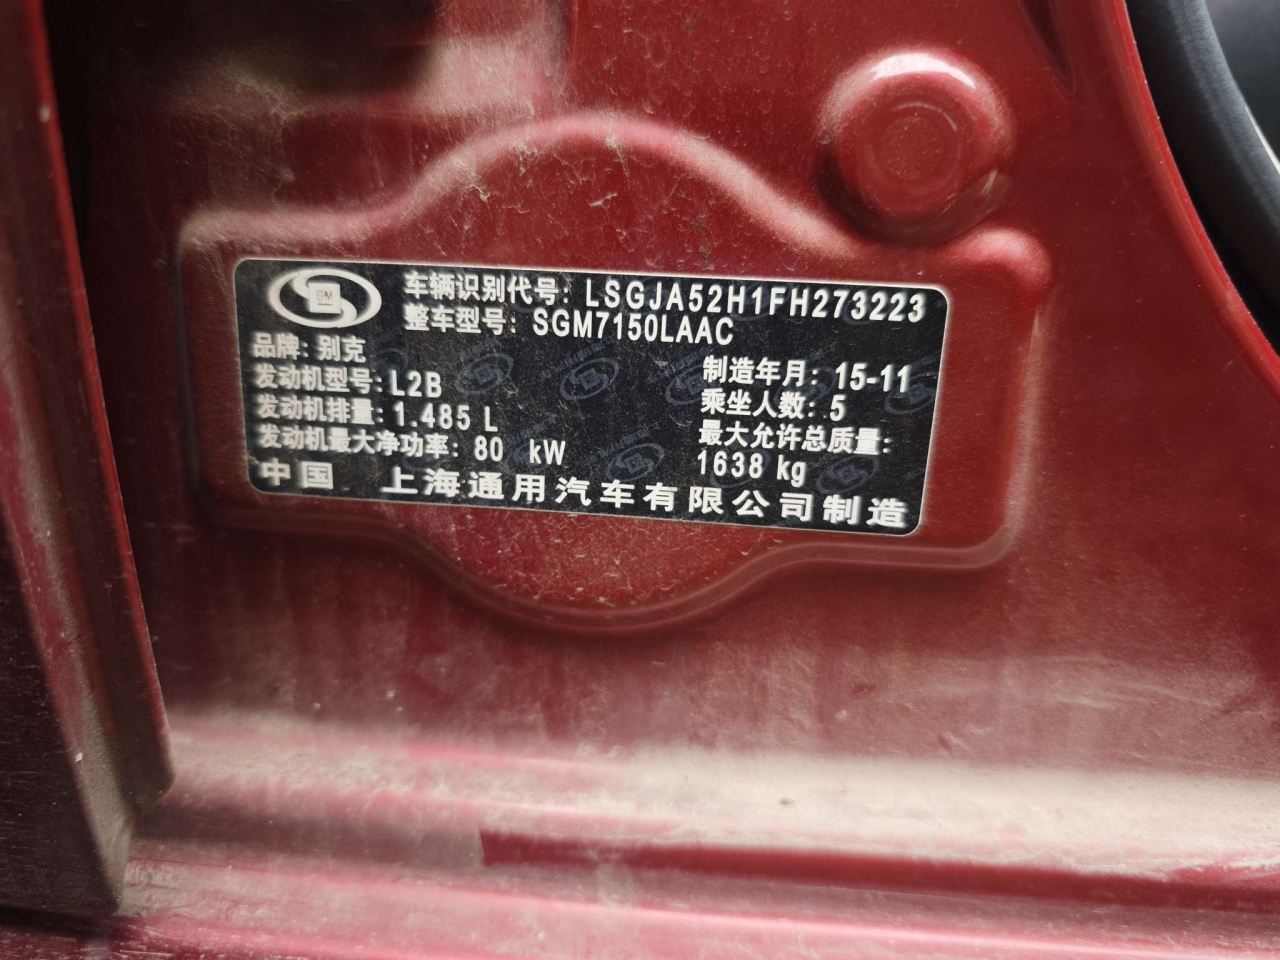 GM
车辆识别代号: LSGJA52H1FH273223
整车型号: SGM7150LAAC
品牌: 别克
发动机型号: L2B
制造年月: 15-11
发动机排量: 1.485 L
乘坐人数: 5
发动机最大净功率: 80 kW
最大允许总质量:
1638 kg
中国 上海通用汽车有限公司制造